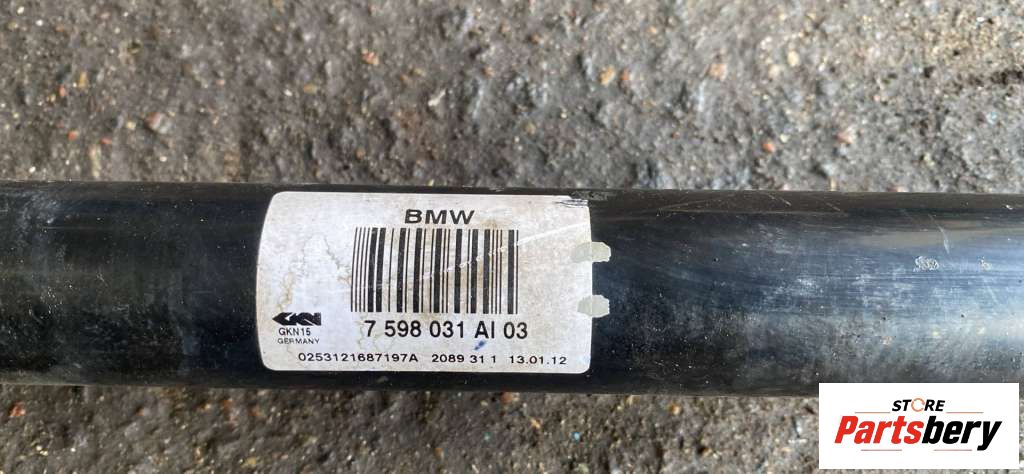 BMW
7 598 031 AI 03
GKN
GKN15
GERMANY
0253121687197A 2089 31 1 13.01.12
STORE
Partsbery